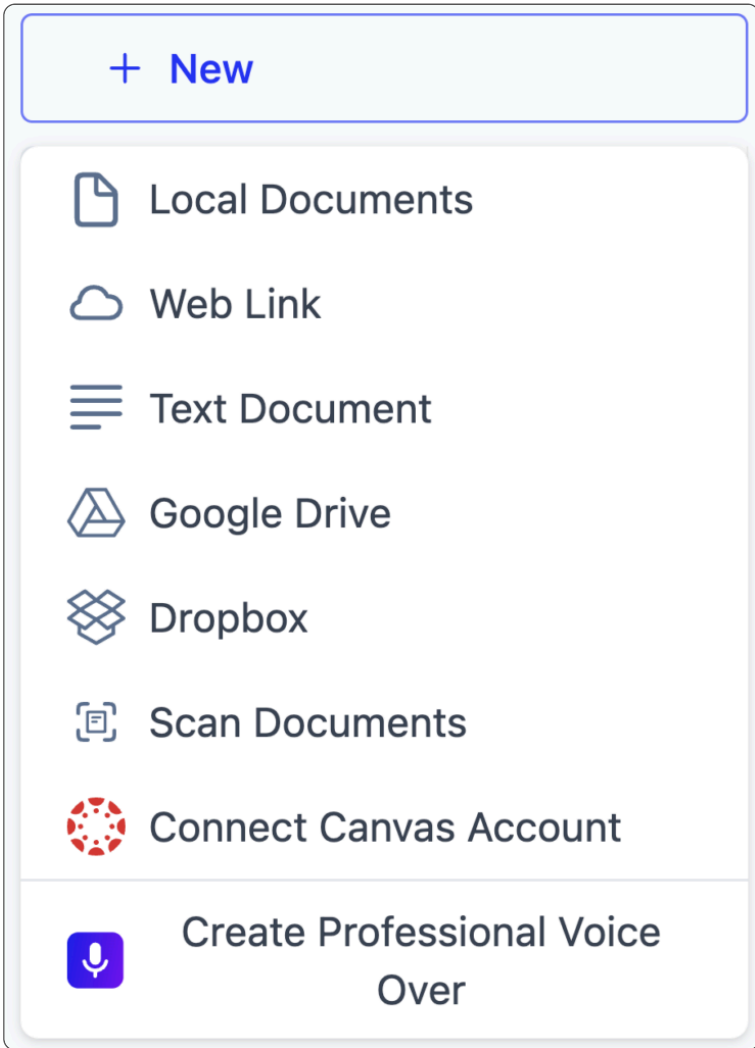 + New
Local Documents
Web Link
Text Document
Google Drive
Dropbox
Scan Documents
Connect Canvas Account
Create Professional Voice
Over